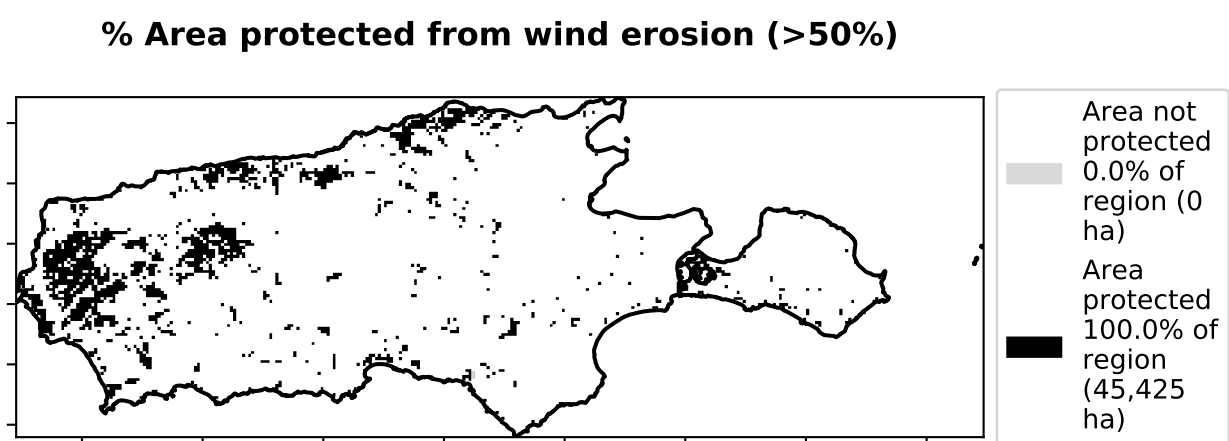 % Area protected from wind erosion (>50%)
Area not
protected
0.0% of
region (0
ha)
Area
protected
100.0% of
region
(45,425
ha)